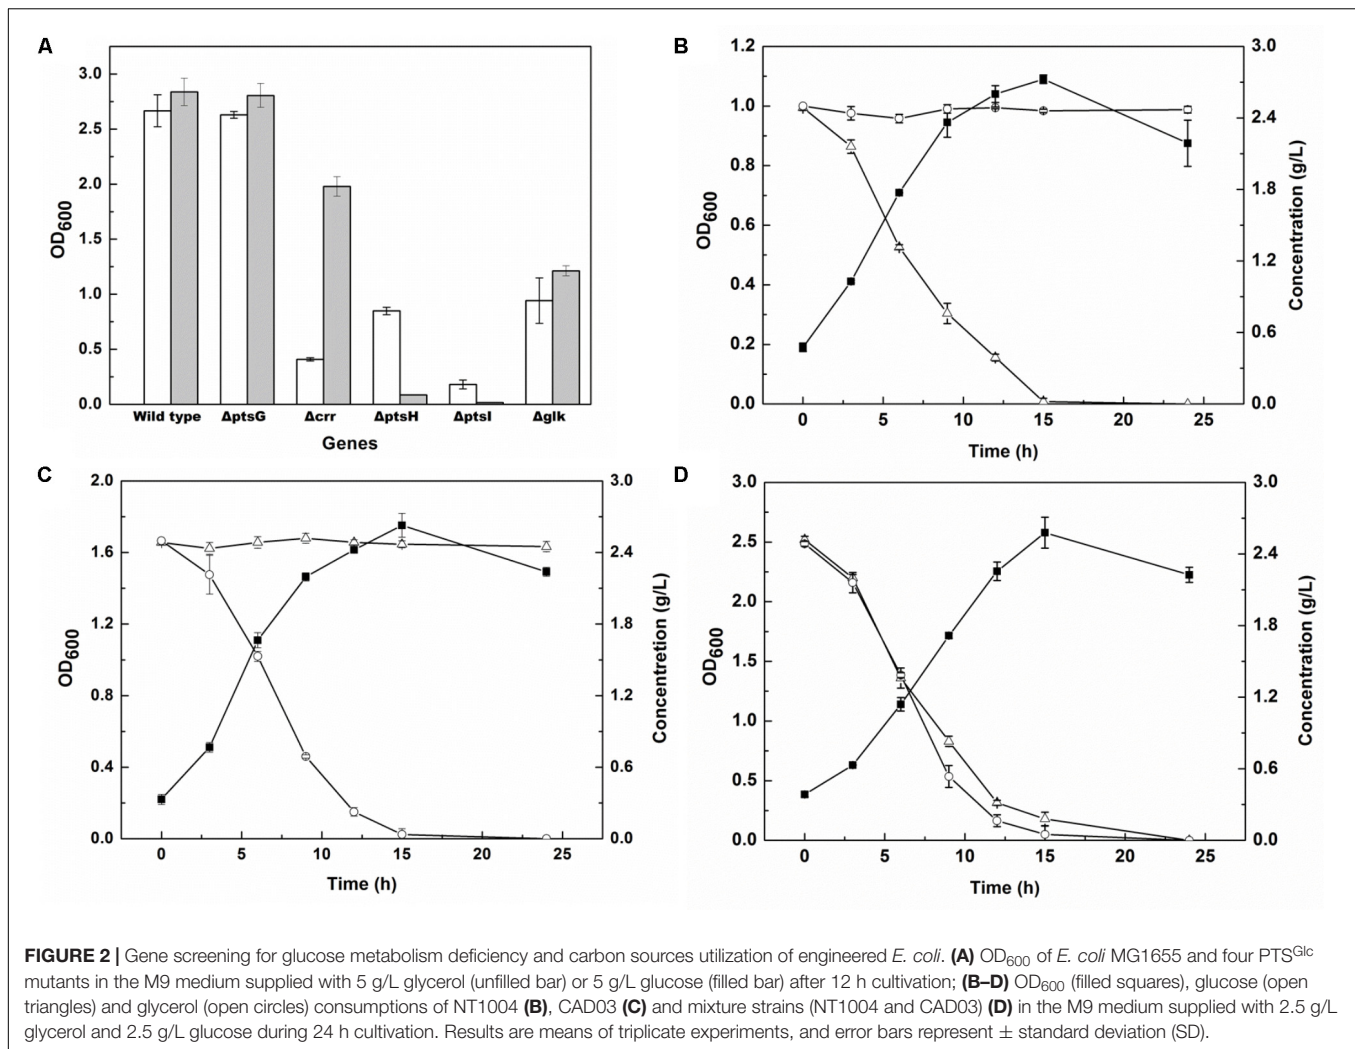 A
3.0
2.5
2.0
1.5
1.0
0.5
0.0
OD600
Wild type ΔptsG Δcrr ΔptsH ΔptsI Δglk
Genes
B
1.2
1.0
0.8
0.6
0.4
0.2
0.0
OD600
3.0
2.4
1.8
1.2
0.6
0.0
Concentration (g/L)
0 5 10 15 20 25
Time (h)
C
2.0
1.6
1.2
0.8
0.4
0.0
OD600
3.0
2.4
1.8
1.2
0.6
0.0
Concentretion (g/L)
0 5 10 15 20 25
Time (h)
D
3.0
2.5
2.0
1.5
1.0
0.5
0.0
OD600
3.0
2.4
1.8
1.2
0.6
0.0
Concentration (g/L)
0 5 10 15 20 25
Time (h)
FIGURE 2 | Gene screening for glucose metabolism deficiency and carbon sources utilization of engineered E. coli. (A) OD600 of E. coli MG1655 and four PTSGlc
mutants in the M9 medium supplied with 5 g/L glycerol (unfilled bar) or 5 g/L glucose (filled bar) after 12 h cultivation; (B–D) OD600 (filled squares), glucose (open
triangles) and glycerol (open circles) consumptions of NT1004 (B), CAD03 (C) and mixture strains (NT1004 and CAD03) (D) in the M9 medium supplied with 2.5 g/L
glycerol and 2.5 g/L glucose during 24 h cultivation. Results are means of triplicate experiments, and error bars represent ± standard deviation (SD).